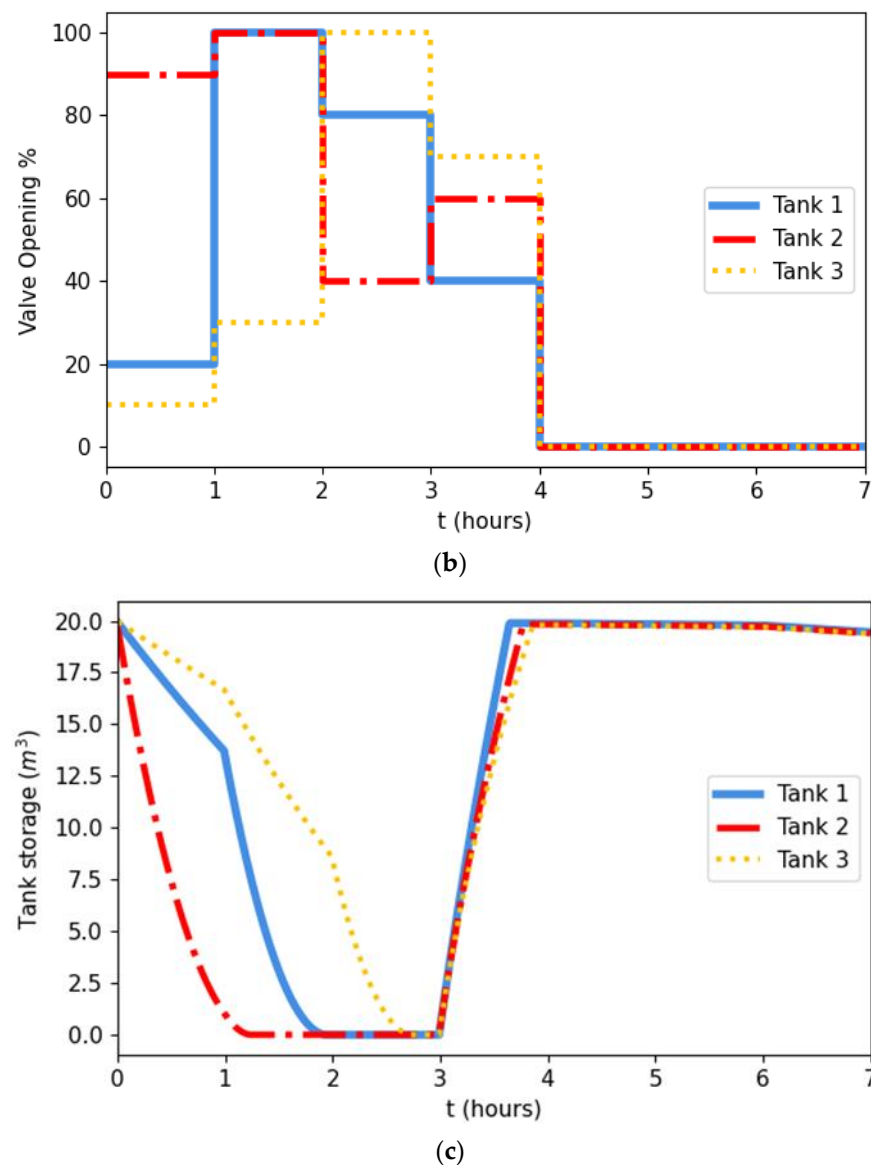 100
80
60
40
20
0
Valve Opening %
Tank 1
Tank 2
Tank 3
0 1 2 3 4 5 6 7
t (hours)
(b)
20.0
17.5
15.0
12.5
10.0
7.5
5.0
2.5
0.0
Tank storage (m³)
Tank 1
Tank 2
Tank 3
0 1 2 3 4 5 6 7
t (hours)
(c)